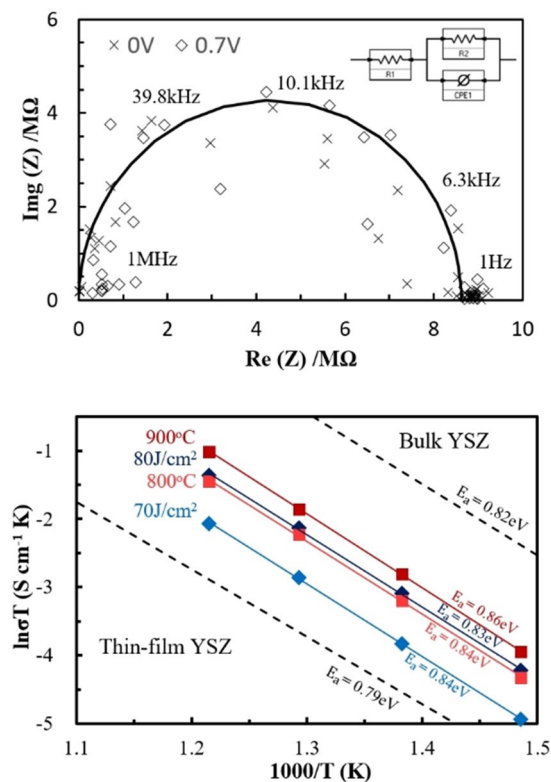 6
× 0V ◇ 0.7V
R1
R2
CPE1
10.1kHz
39.8kHz
4
6.3kHz
2
1MHz
1Hz
0
0 2 4 6 8 10
Img (Z) /MΩ
Re (Z) /MΩ
900°C
80J/cm²
800°C
70J/cm²
Bulk YSZ
Eₐ = 0.82eV
Eₐ = 0.86eV
Eₐ = 0.83eV
Eₐ = 0.84eV
Eₐ = 0.84eV
Thin-film YSZ
Eₐ = 0.79eV
-1
-2
-3
-4
-5
1.1 1.2 1.3 1.4 1.5
lnσT (S cm⁻¹ K)
1000/T (K)